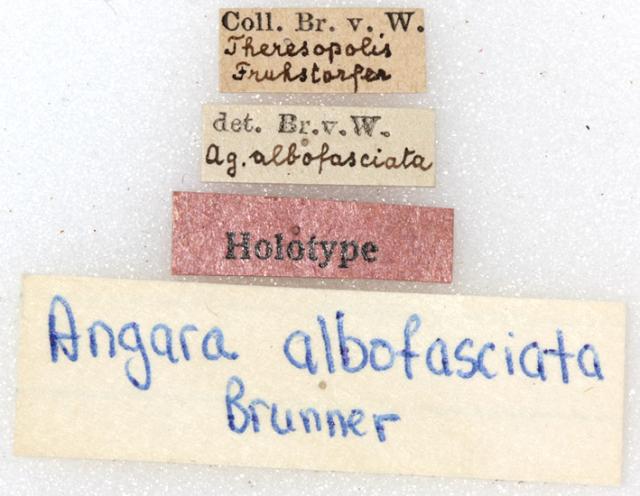 Coll. Br. v. W.
Theresopolis
Fruhstorfer
det. Br.v.W.
Ag. albofasciata
Holotype
Angara albofasciata
Brunner